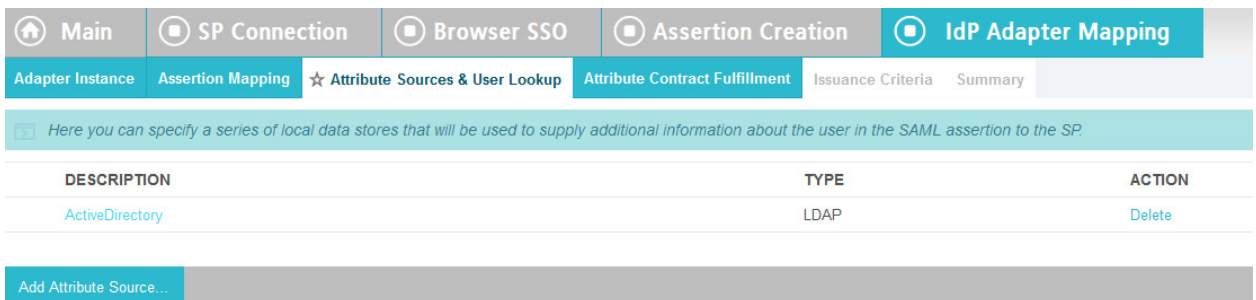 Main SP Connection Browser SSO Assertion Creation IdP Adapter Mapping
Adapter Instance Assertion Mapping Attribute Sources & User Lookup Attribute Contract Fulfillment Issuance Criteria Summary
Here you can specify a series of local data stores that will be used to supply additional information about the user in the SAML assertion to the SP.
DESCRIPTION TYPE ACTION
ActiveDirectory LDAP Delete
Add Attribute Source...